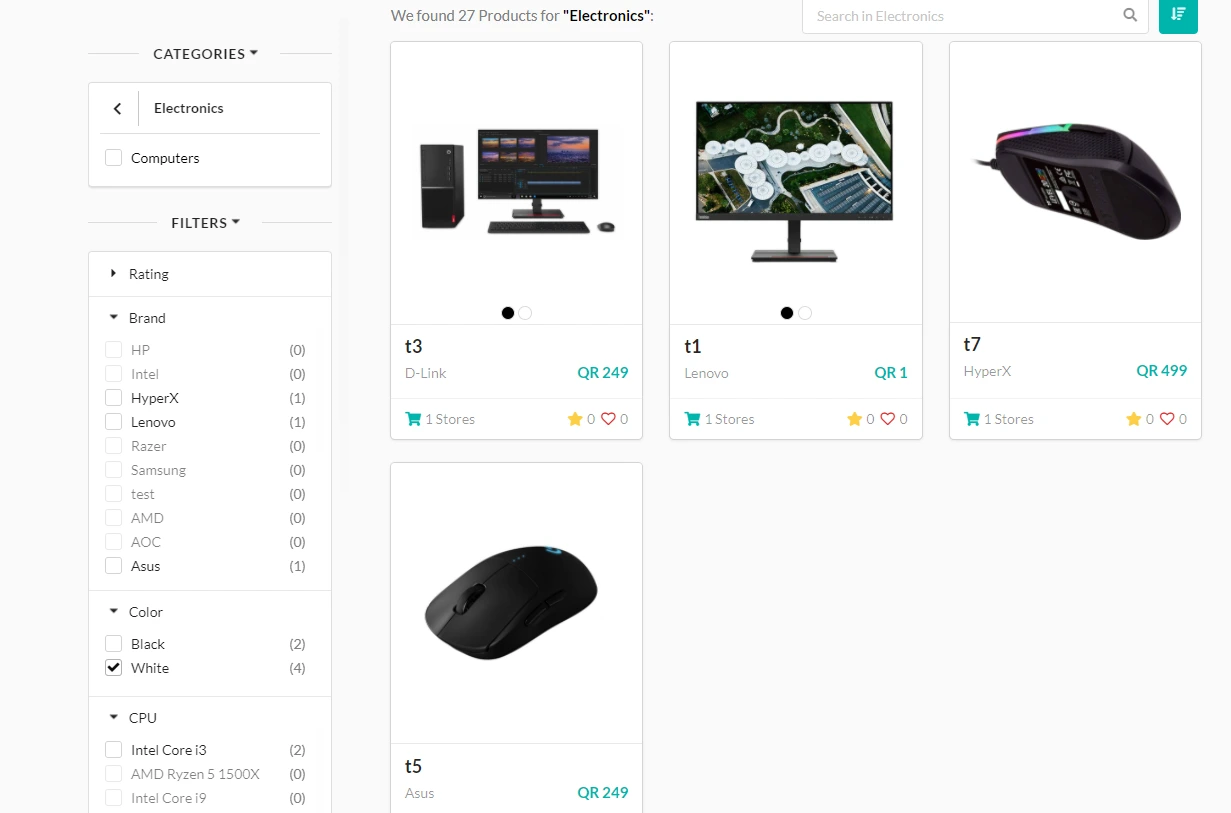 We found 27 Products for "Electronics":
Search in Electronics
CATEGORIES
Electronics
Computers
FILTERS
Rating
Brand
HP (0)
Intel (0)
HyperX (1)
Lenovo (1)
Razer (0)
Samsung (0)
test (0)
AMD (0)
AOC (0)
Asus (1)
Color
Black (2)
White (4)
CPU
Intel Core i3 (2)
AMD Ryzen 5 1500X (0)
Intel Core i9 (0)
t3
D-Link QR 249
1 Stores 0 0
t1
Lenovo QR 1
1 Stores 0 0
t7
HyperX QR 499
1 Stores 0 0
t5
Asus QR 249